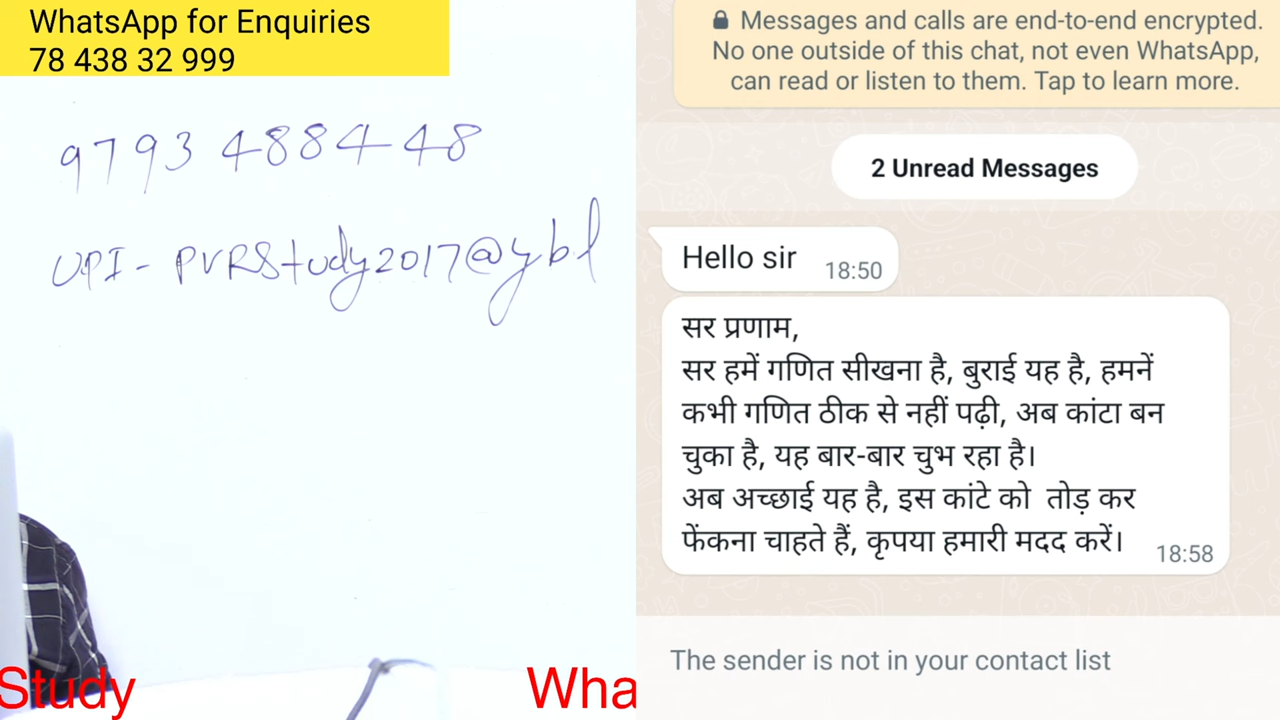 WhatsApp for Enquiries
78 438 32 999
9793 488448
UPI - PVRStudy2017@ybl
Study
Wha
Messages and calls are end-to-end encrypted.
No one outside of this chat, not even WhatsApp,
can read or listen to them. Tap to learn more.
2 Unread Messages
Hello sir 18:50
सर प्रणाम,
सर हमें गणित सीखना है, बुराई यह है, हमनें
कभी गणित ठीक से नहीं पढ़ी, अब कांटा बन
चुका है, यह बार-बार चुभ रहा है।
अब अच्छाई यह है, इस कांटे को तोड़ कर
फेंकना चाहते हैं, कृपया हमारी मदद करें। 18:58
The sender is not in your contact list